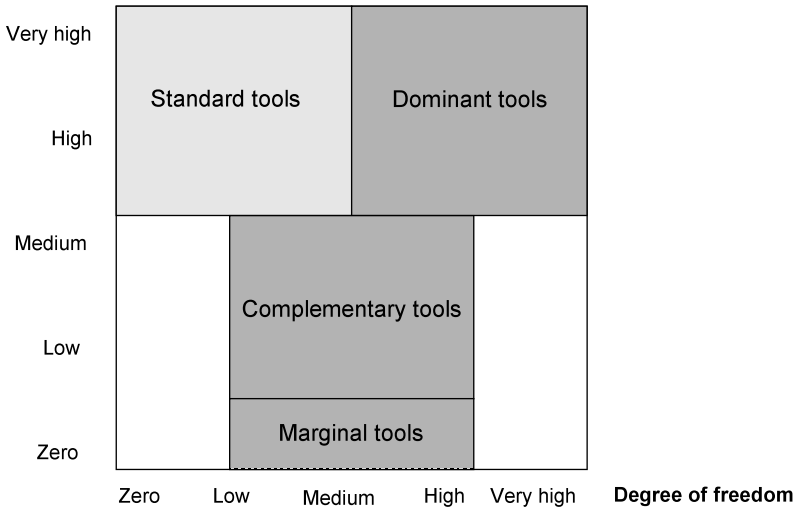 Very high
Standard tools
Dominant tools
High
Medium
Complementary tools
Low
Marginal tools
Zero
Zero
Low
Medium
High
Very high
Degree of freedom